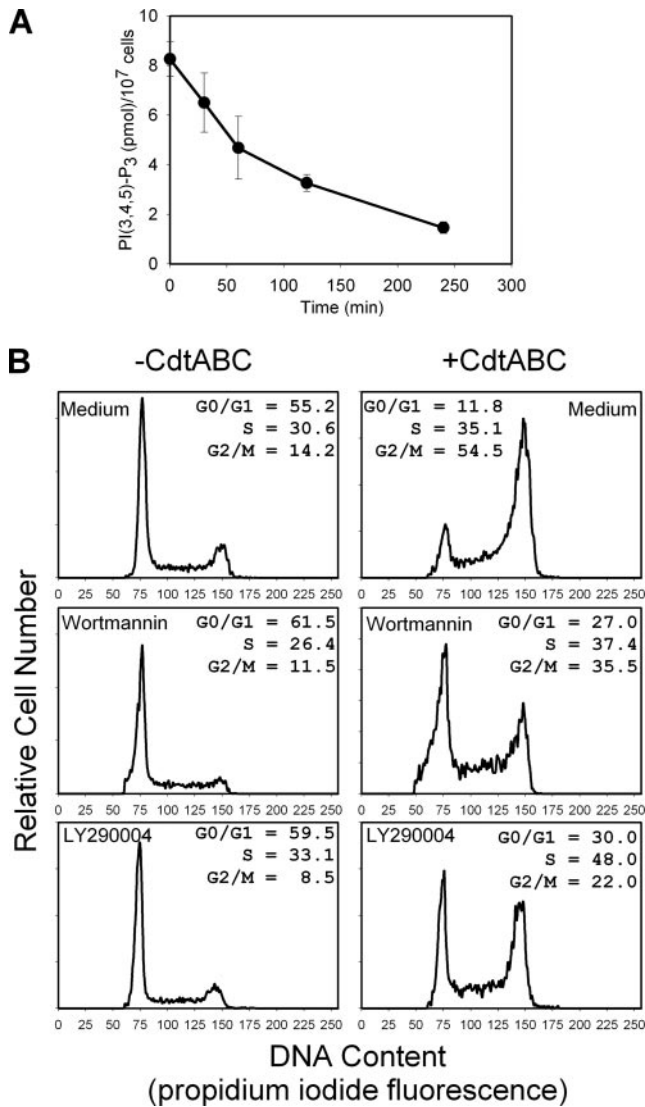 A
PI(3,4,5)-P3 (pmol)/10^7 cells
10
8
6
4
2
0
0 50 100 150 200 250 300
Time (min)
B
-CdtABC
+CdtABC
Relative Cell Number
Medium
G0/G1 = 55.2
S = 30.6
G2/M = 14.2
0 25 50 75 100 125 150 175 200 225 250
G0/G1 = 11.8
S = 35.1
G2/M = 54.5
Medium
0 25 50 75 100 125 150 175 200 225 250
Wortmannin
G0/G1 = 61.5
S = 26.4
G2/M = 11.5
0 25 50 75 100 125 150 175 200 225 250
Wortmannin
G0/G1 = 27.0
S = 37.4
G2/M = 35.5
0 25 50 75 100 125 150 175 200 225 250
LY290004
G0/G1 = 59.5
S = 33.1
G2/M = 8.5
0 25 50 75 100 125 150 175 200 225 250
LY290004
G0/G1 = 30.0
S = 48.0
G2/M = 22.0
0 25 50 75 100 125 150 175 200 225 250
DNA Content
(propidium iodide fluorescence)